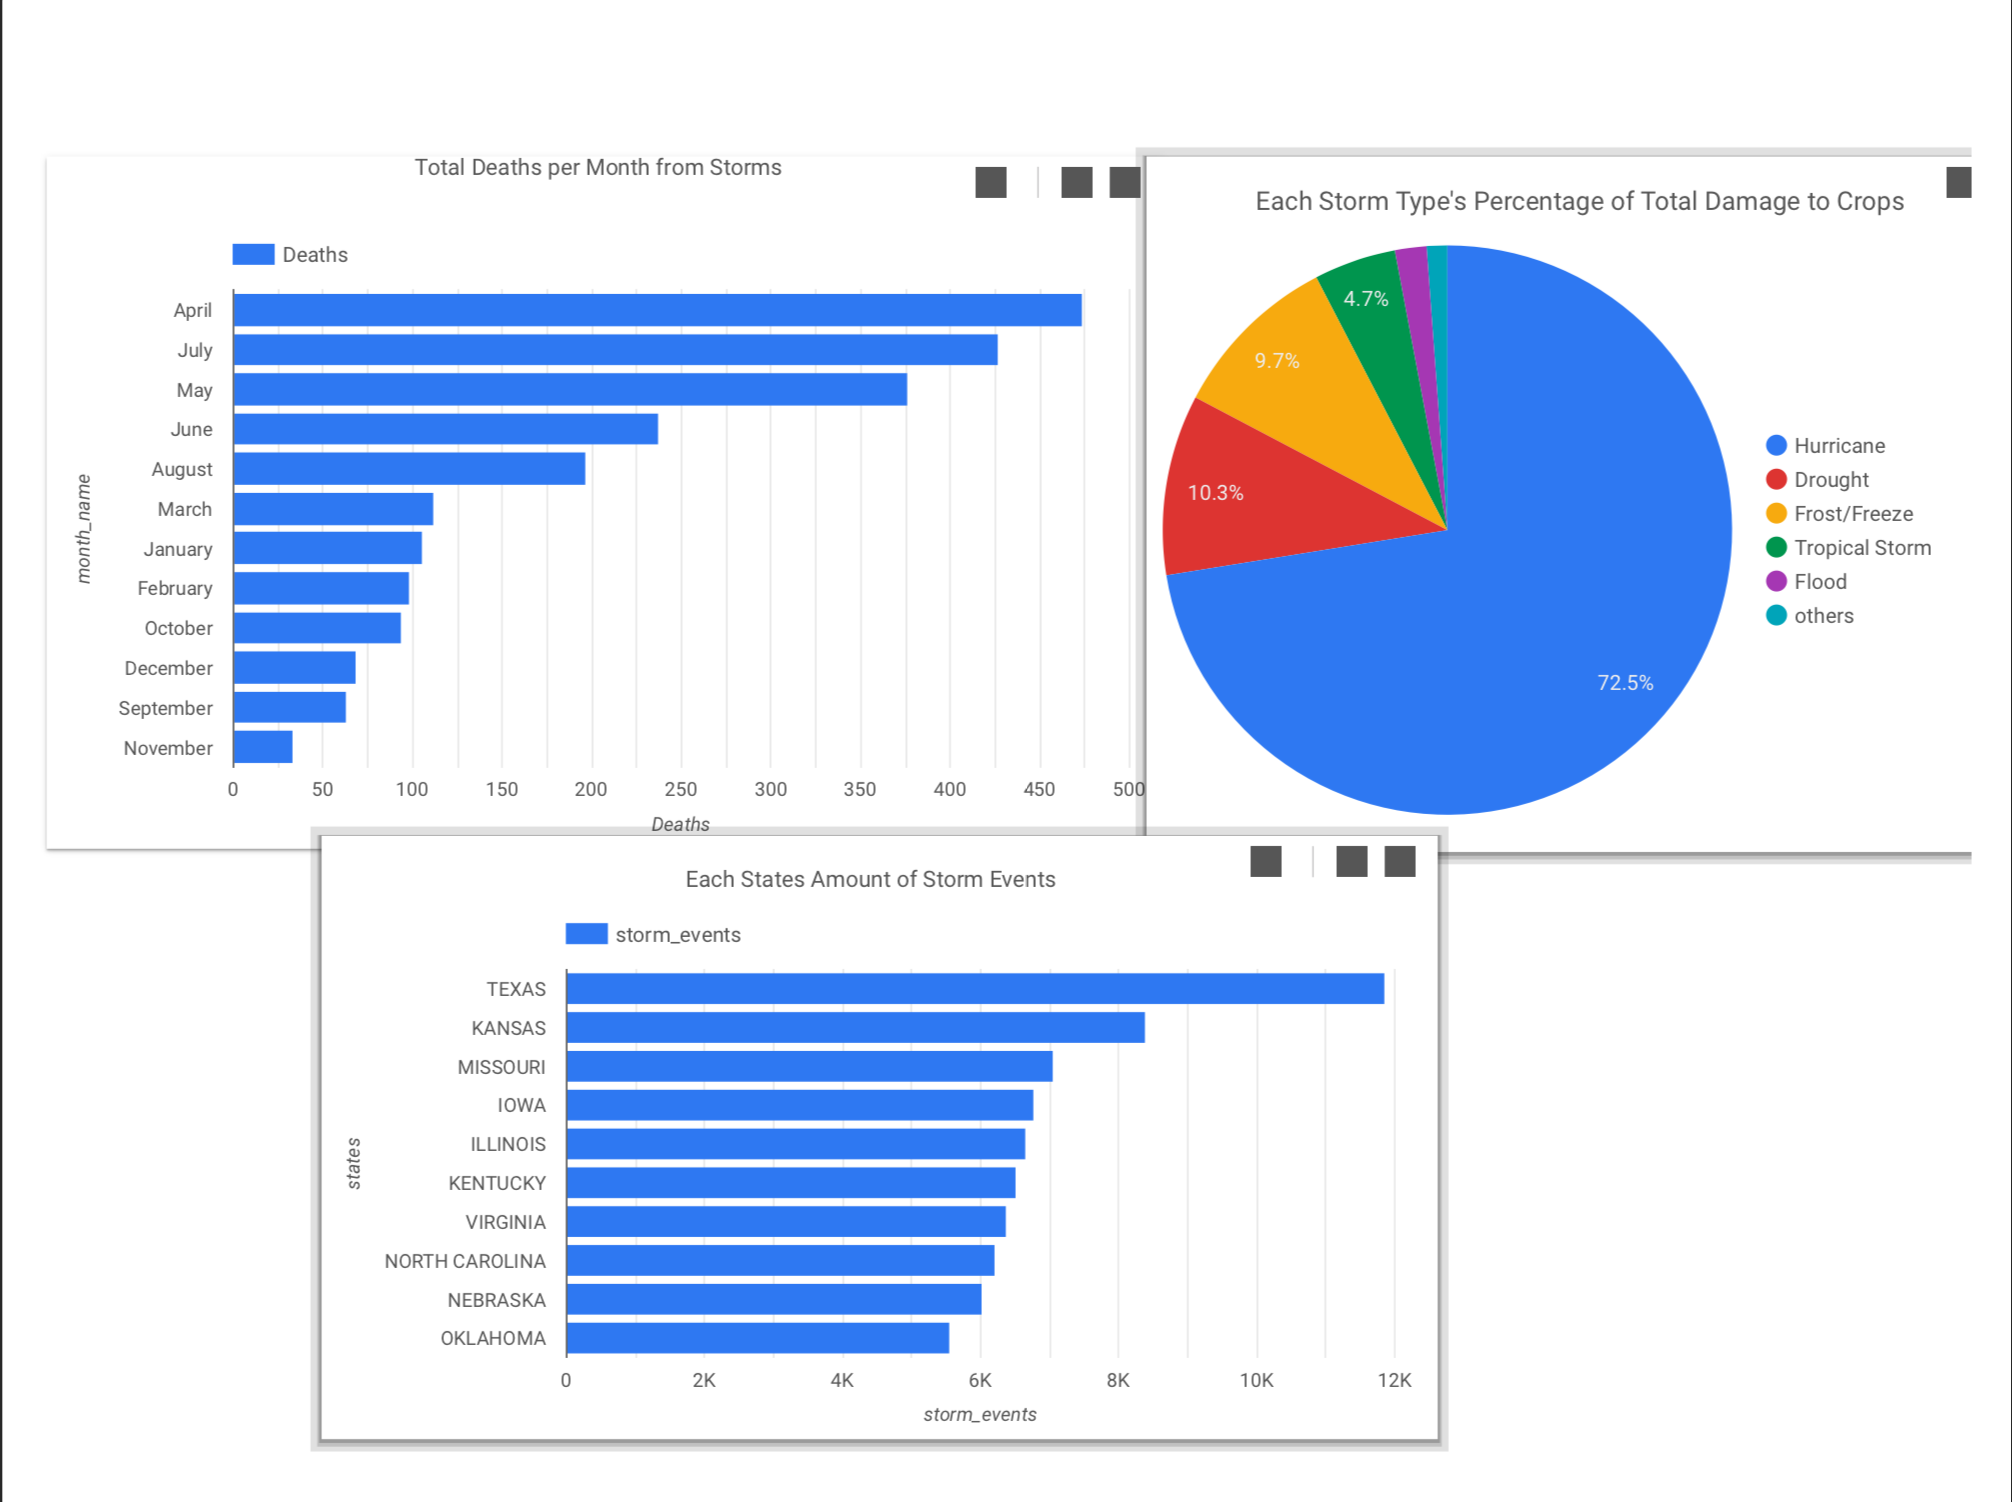 Total Deaths per Month from Storms
Deaths
month_name
April
July
May
June
August
March
January
February
October
December
September
November
0 50 100 150 200 250 300 350 400 450 500
Deaths
Each Storm Type's Percentage of Total Damage to Crops
4.7%
9.7%
10.3%
72.5%
Hurricane
Drought
Frost/Freeze
Tropical Storm
Flood
others
Each States Amount of Storm Events
storm_events
states
TEXAS
KANSAS
MISSOURI
IOWA
ILLINOIS
KENTUCKY
VIRGINIA
NORTH CAROLINA
NEBRASKA
OKLAHOMA
0 2K 4K 6K 8K 10K 12K
storm_events